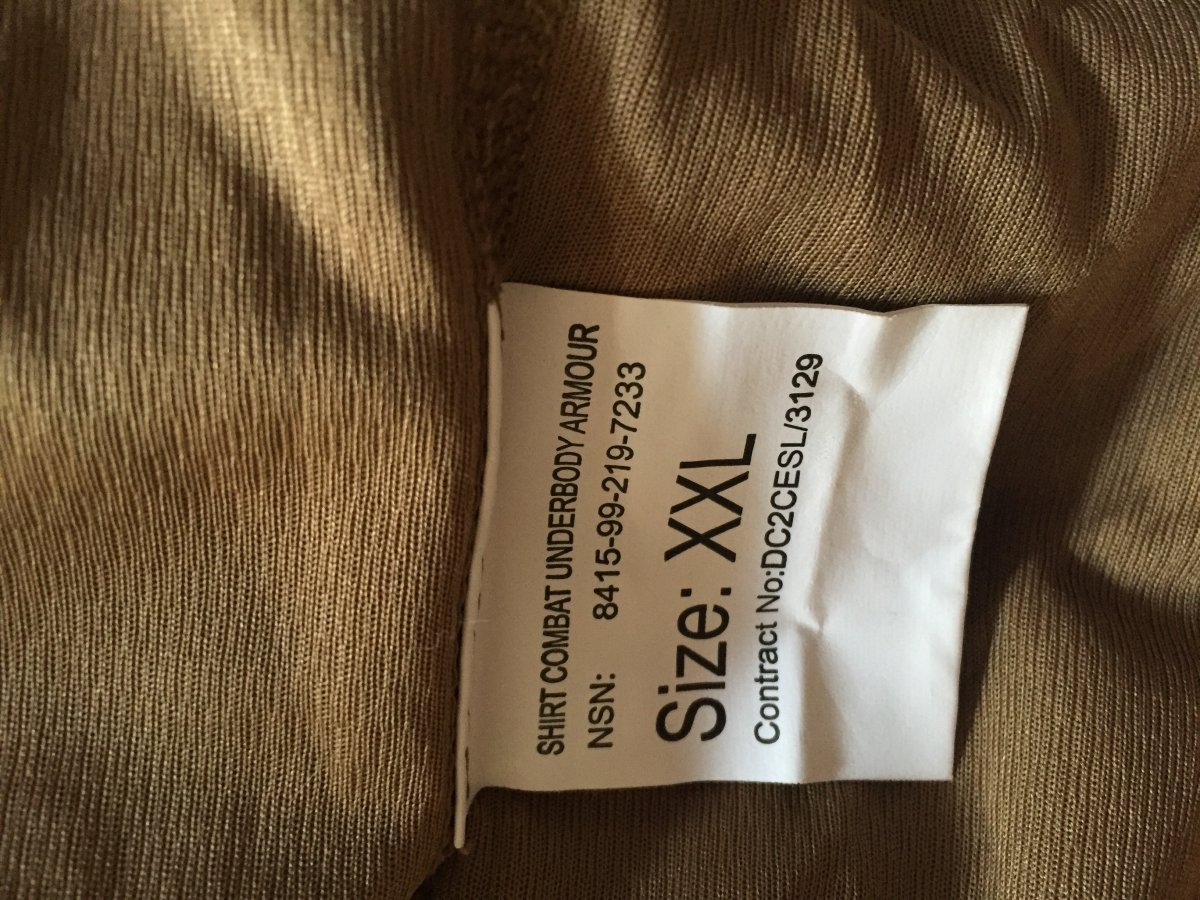 SHIRT COMBAT UNDERBODY ARMOUR
NSN: 8415-99-219-7233
Size: XXL
Contract No:DC2CESL/3129